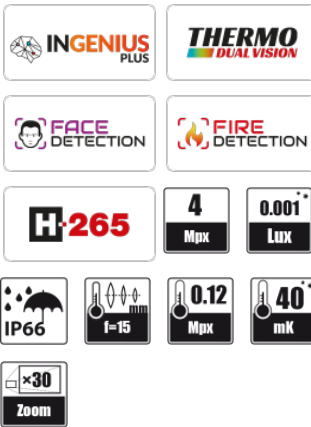 INGENIUS
PLUS
THERMO
DUAL VISION
FACE
DETECTION
FIRE
DETECTION
H·265
4
Mpx
0.001
Lux
IP66
f=15
0.12
Mpx
40
mK
×30
Zoom